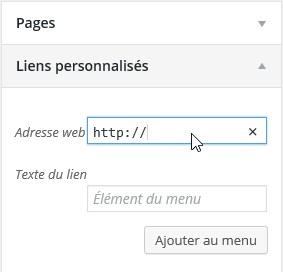 Pages
Liens personnalisés
Adresse web http://
Texte du lien
Élément du menu
Ajouter au menu